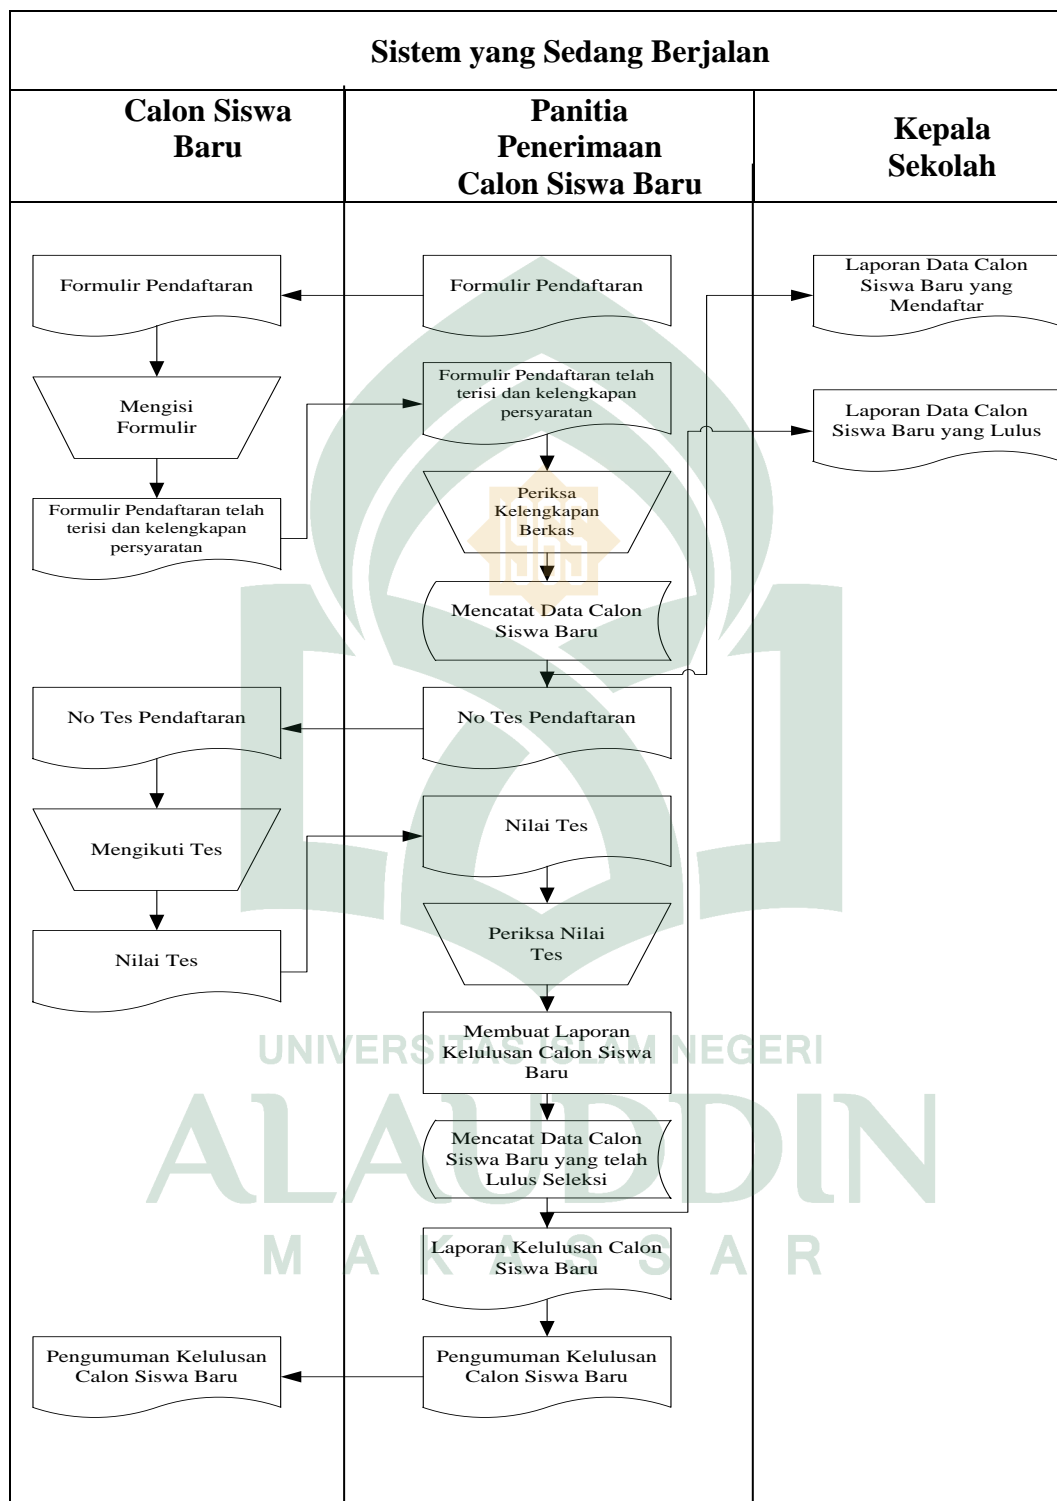 Sistem yang Sedang Berjalan
Calon Siswa
Baru
Panitia
Penerimaan
Calon Siswa Baru
Kepala
Sekolah
Formulir Pendaftaran
Formulir Pendaftaran
Laporan Data Calon
Siswa Baru yang
Mendaftar
Mengisi
Formulir
Formulir Pendaftaran telah
terisi dan kelengkapan
persyaratan
Laporan Data Calon
Siswa Baru yang Lulus
Formulir Pendaftaran telah
terisi dan kelengkapan
persyaratan
Periksa
Kelengkapan
Berkas
Mencatat Data Calon
Siswa Baru
No Tes Pendaftaran
No Tes Pendaftaran
Mengikuti Tes
Nilai Tes
Nilai Tes
Periksa Nilai
Tes
Membuat Laporan
Kelulusan Calon Siswa
Baru
UNIVERSITAS ISLAM NEGERI
ALAUDDIN
MAKASSAR
Mencatat Data Calon
Siswa Baru yang telah
Lulus Seleksi
Laporan Kelulusan Calon
Siswa Baru
Pengumuman Kelulusan
Calon Siswa Baru
Pengumuman Kelulusan
Calon Siswa Baru